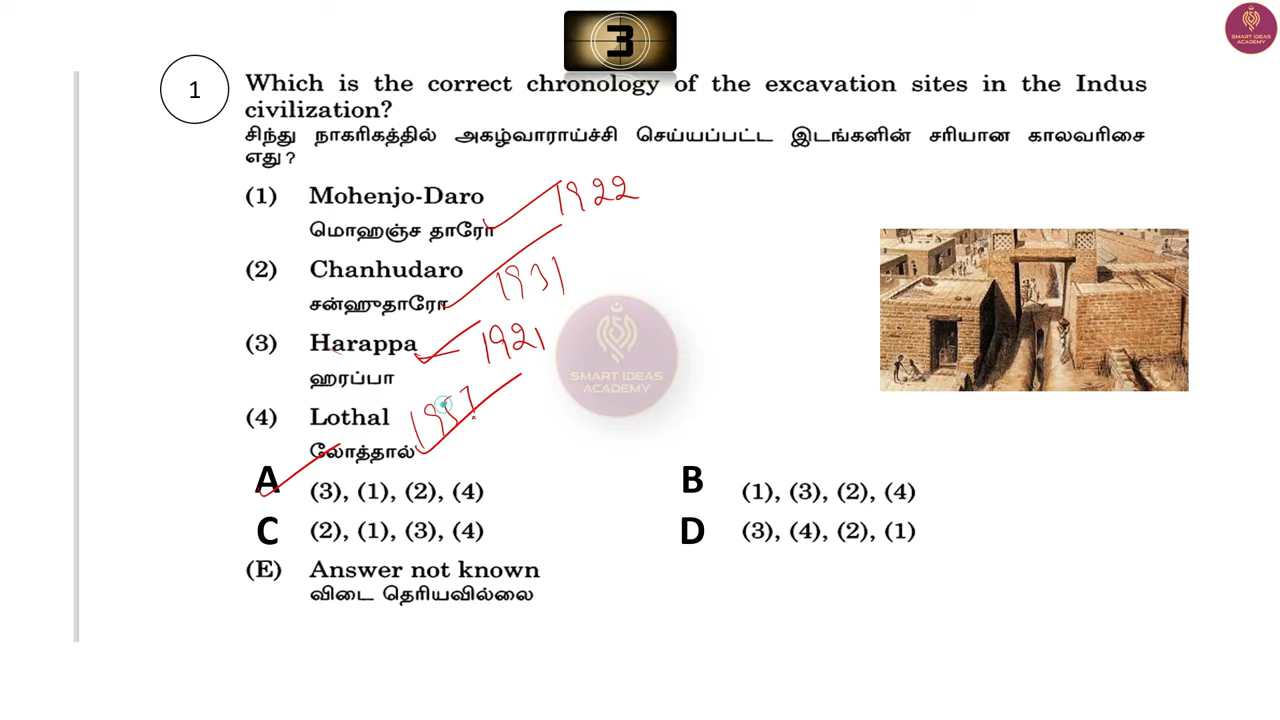 3
SMART IDEAS
ACADEMY
1
Which is the correct chronology of the excavation sites in the Indus
civilization?
சிந்து நாகரிகத்தில் அகழ்வாராய்ச்சி செய்யப்பட்ட இடங்களின் சரியான காலவரிசை
எது?
(1) Mohenjo-Daro 1922
மொஹஞ்ச தாரோ
(2) Chanhudaro 1931
சன்ஹுதாரோ
(3) Harappa 1921
ஹரப்பா
SMART IDEAS
ACADEMY
(4) Lothal 1957
லோத்தால்
A (3), (1), (2), (4)
B (1), (3), (2), (4)
C (2), (1), (3), (4)
D (3), (4), (2), (1)
(E) Answer not known
விடை தெரியவில்லை